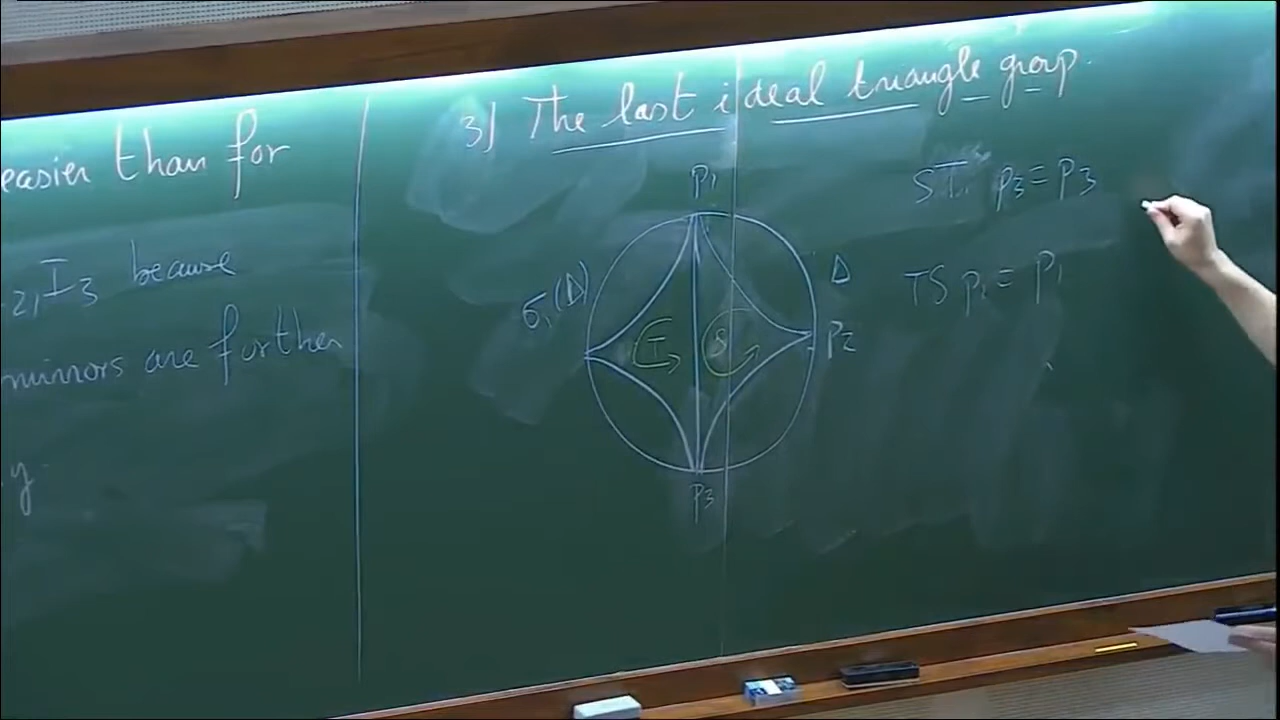 easier than for
2, I3 because
mirrors are further
y.
3) The last ideal triangle group.
p1
σ1(Δ)
Δ
T
S
p2
p3
ST p3 = p3
TS p1 = p1